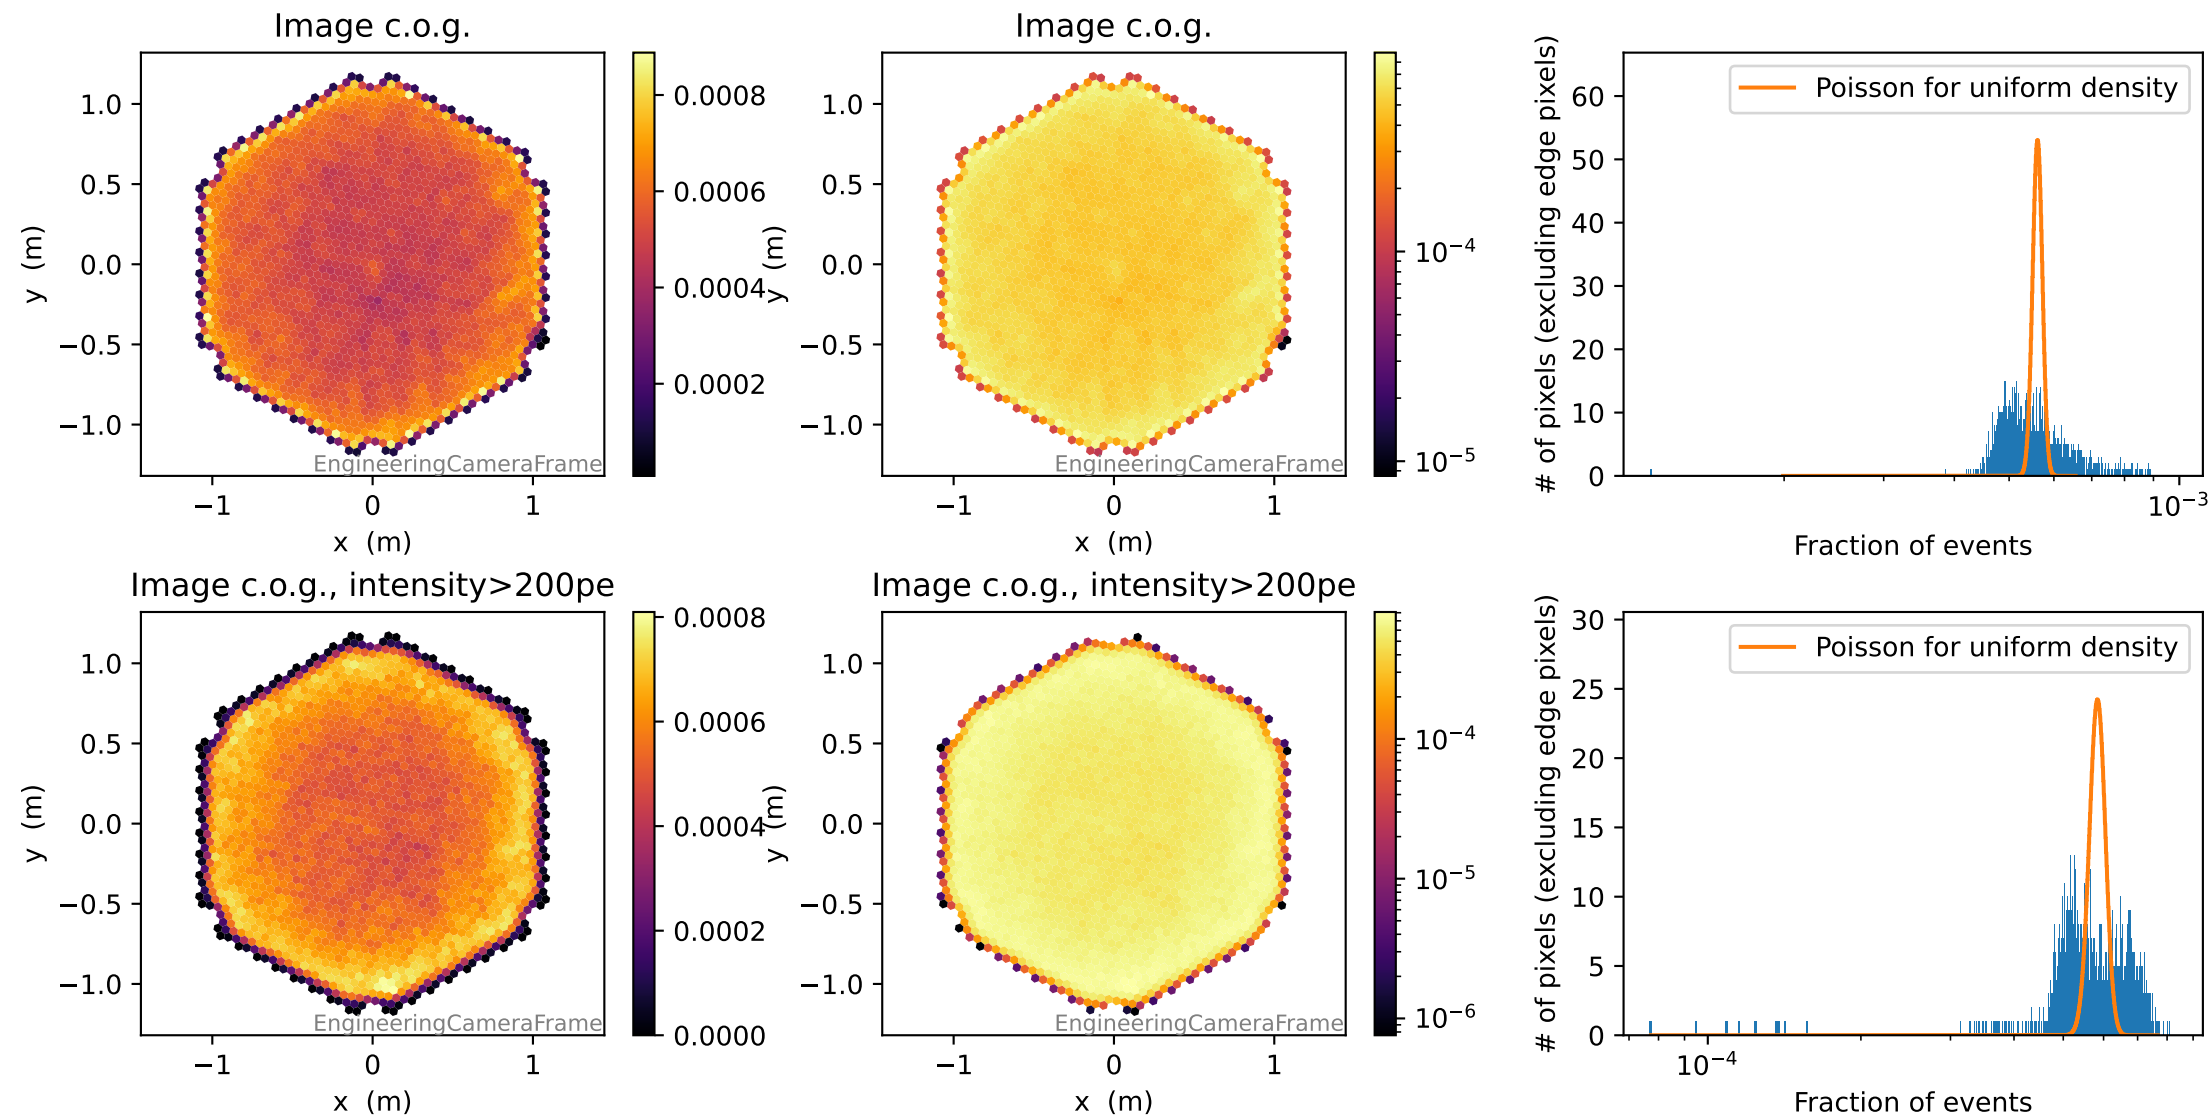 Image c.o.g.
1.0
0.5
0.0
−0.5
−1.0
−1
0
1
x (m)
y (m)
EngineeringCameraFrame
0.0008
0.0006
0.0004
0.0002
Image c.o.g.
1.0
0.5
0.0
−0.5
−1.0
−1
0
1
x (m)
y (m)
EngineeringCameraFrame
10−4
10−5
Poisson for uniform density
60
50
40
30
20
10
0
10−3
# of pixels (excluding edge pixels)
Fraction of events
Image c.o.g., intensity>200pe
1.0
0.5
0.0
−0.5
−1.0
−1
0
1
x (m)
y (m)
EngineeringCameraFrame
0.0008
0.0006
0.0004
0.0002
0.0000
Image c.o.g., intensity>200pe
1.0
0.5
0.0
−0.5
−1.0
−1
0
1
x (m)
y (m)
EngineeringCameraFrame
10−4
10−5
10−6
Poisson for uniform density
30
25
20
15
10
5
0
10−4
# of pixels (excluding edge pixels)
Fraction of events